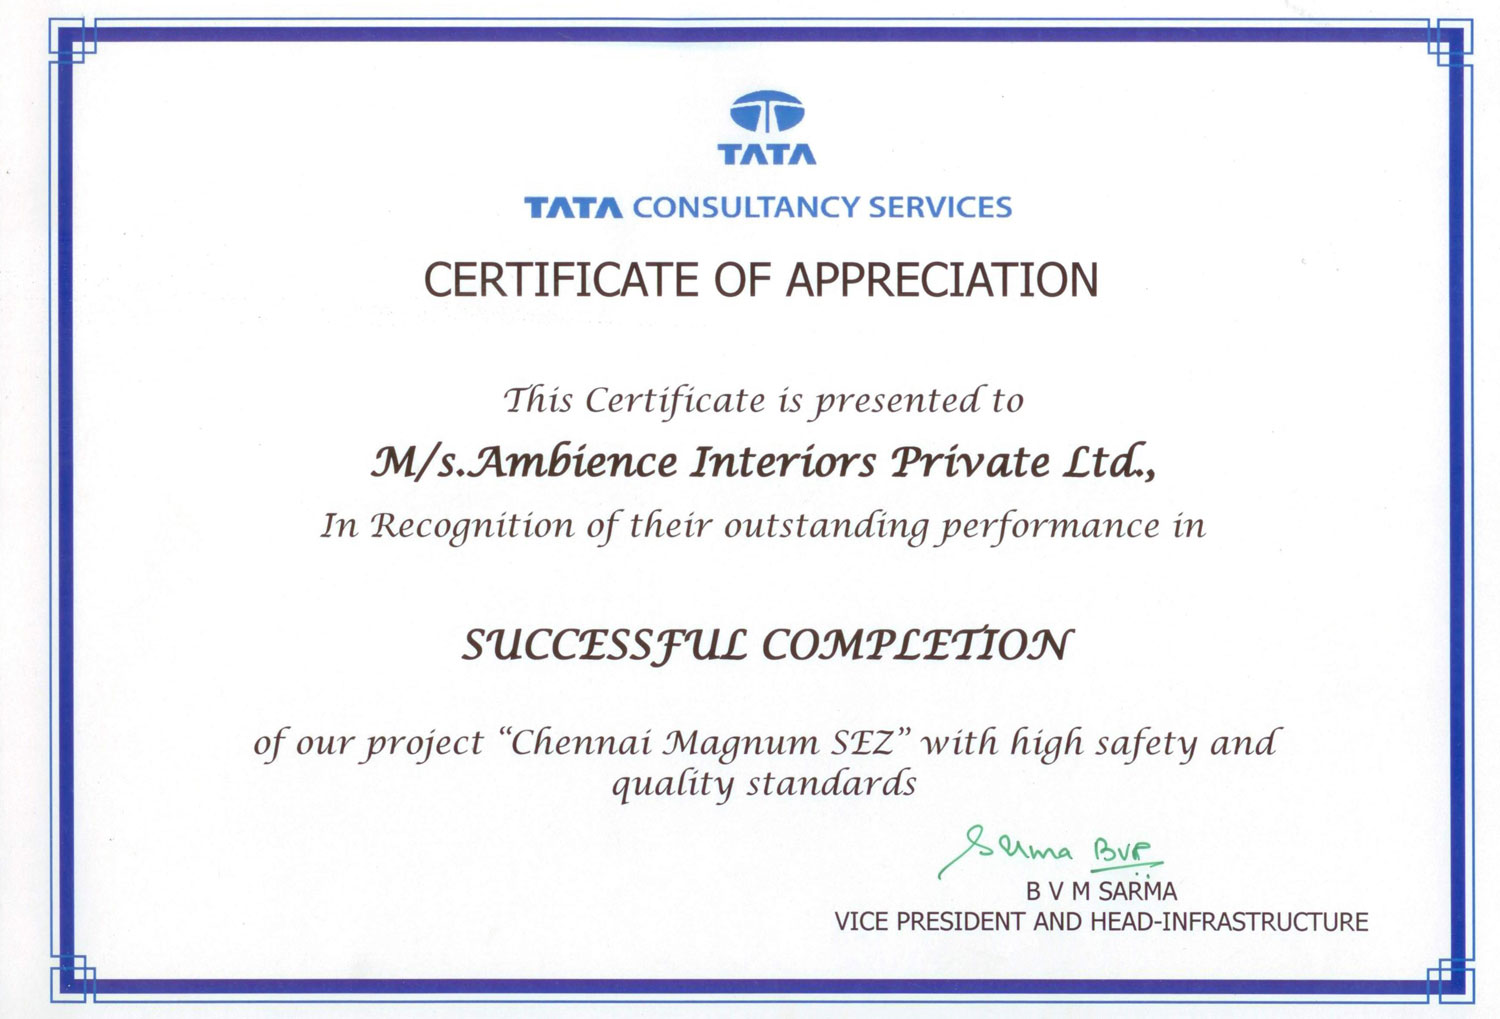 TATA
TATA CONSULTANCY SERVICES
CERTIFICATE OF APPRECIATION
This Certificate is presented to
M/s.Ambience Interiors Private Ltd.,
In Recognition of their outstanding performance in
SUCCESSFUL COMPLETION
of our project “Chennai Magnum SEZ” with high safety and
quality standards
Sarma
B V M SARMA
VICE PRESIDENT AND HEAD-INFRASTRUCTURE